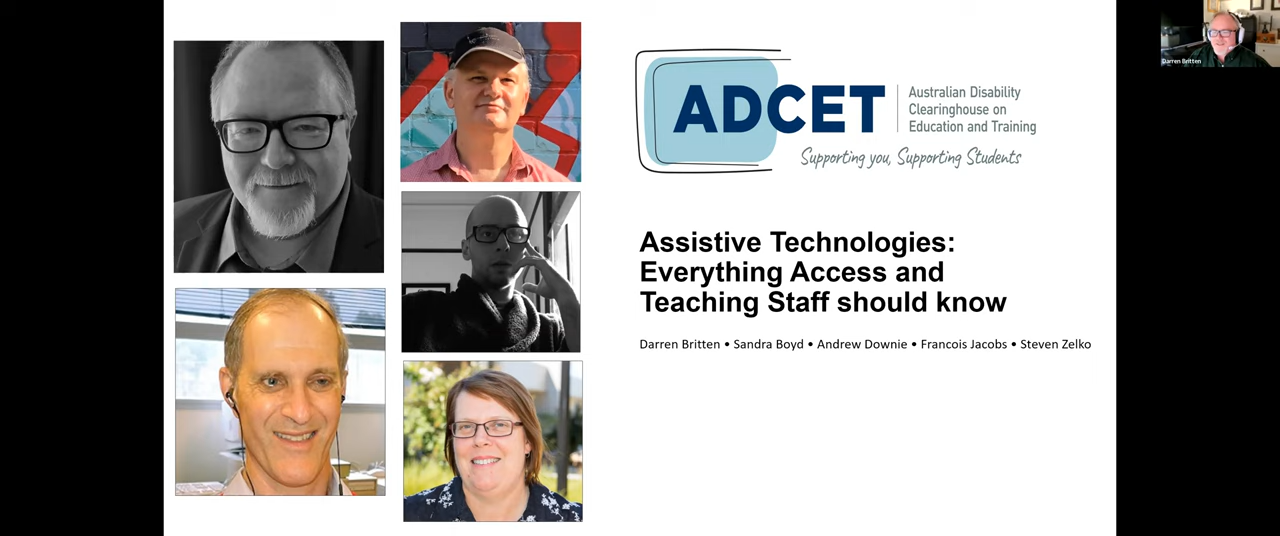 ADCET
Australian Disability
Clearinghouse on
Education and Training
Supporting you, Supporting Students
Assistive Technologies:
Everything Access and
Teaching Staff should know
Darren Britten • Sandra Boyd • Andrew Downie • Francois Jacobs • Steven Zelko
Darren Britten